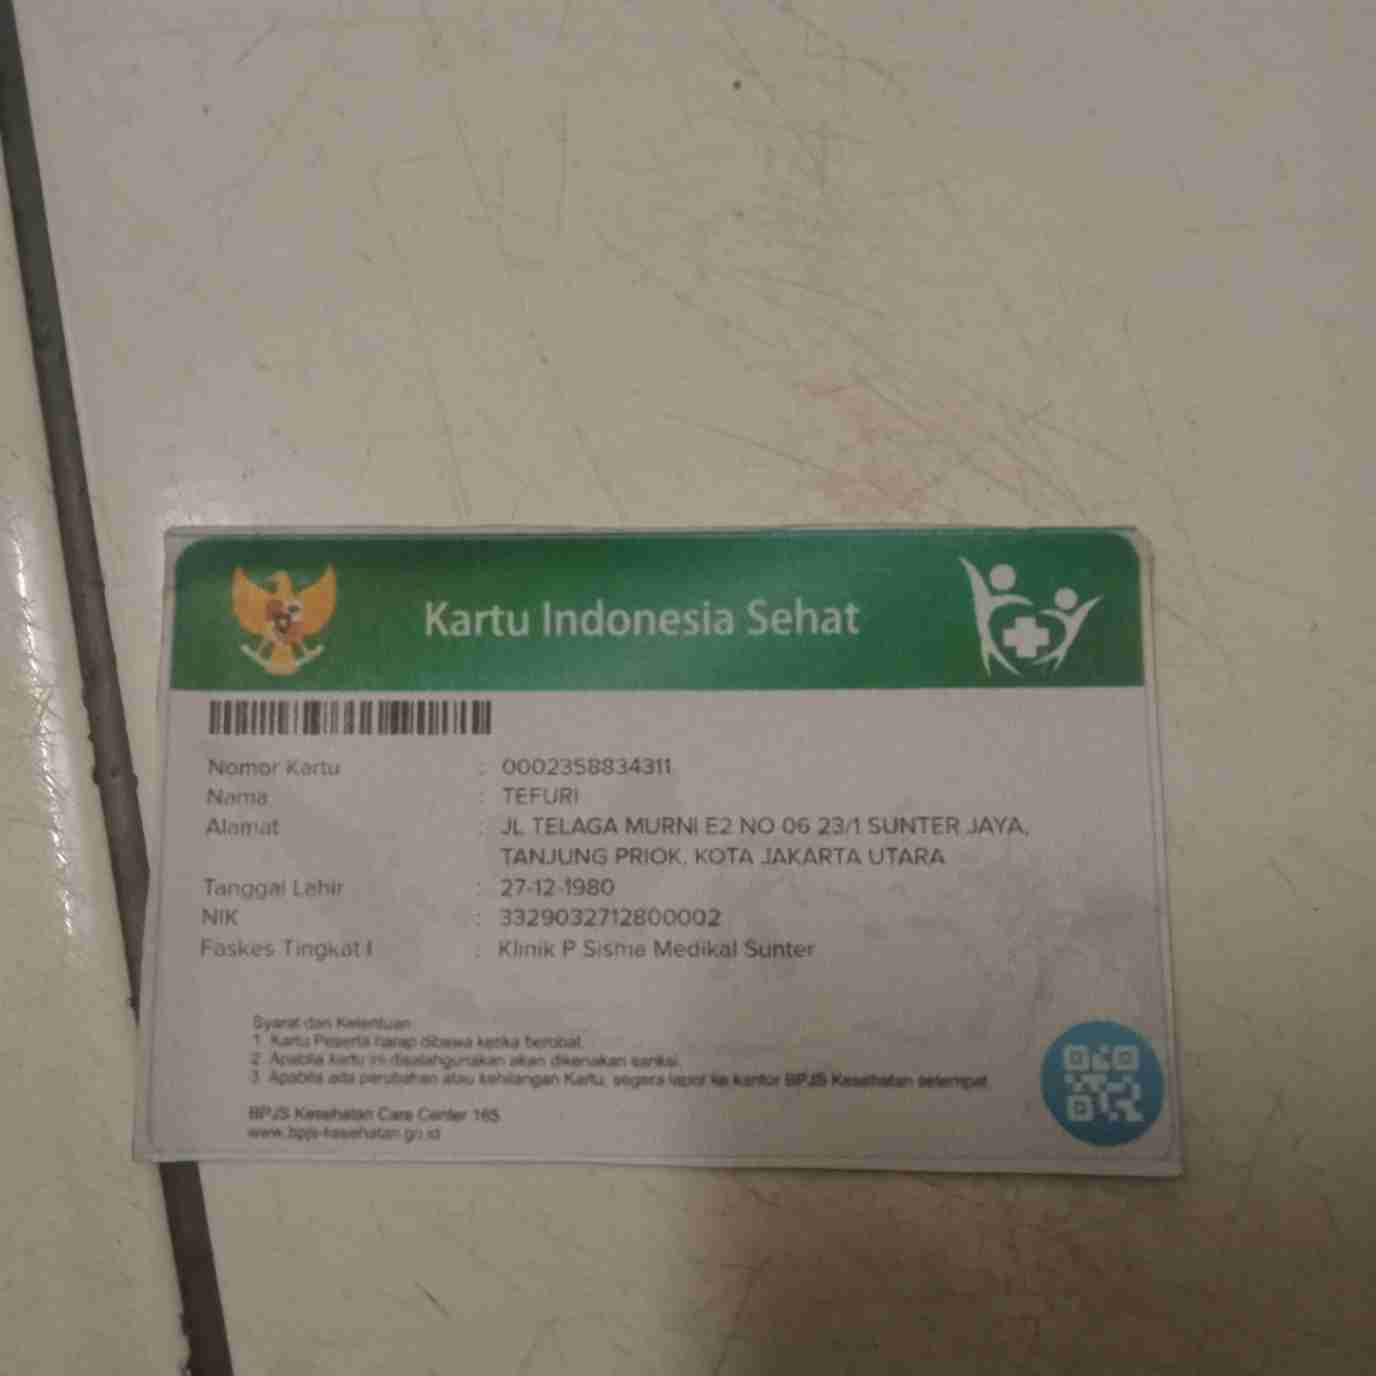 Kartu Indonesia Sehat
Nomor Kartu : 0002358834311
Nama : TEFURI
Alamat : JL TELAGA MURNI E2 NO 06 23/1 SUNTER JAYA,
TANJUNG PRIOK, KOTA JAKARTA UTARA
Tanggal Lahir : 27-12-1980
NIK : 3329032712800002
Faskes Tingkat I : Klinik P Sisma Medikal Sunter
Syarat dan Ketentuan
1. Kartu Peserta harap dibawa ketika berobat.
2. Apabila kartu ini disalahgunakan akan dikenakan sanksi.
3. Apabila ada perubahan atau kehilangan Kartu, segera lapor ke kantor BPJS Kesehatan setempat
BPJS Kesehatan Care Center 165
www.bpjs-kesehatan.go.id